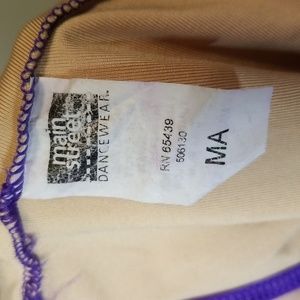 main
street
DANCEWEAR
RN 65439
506130
MA